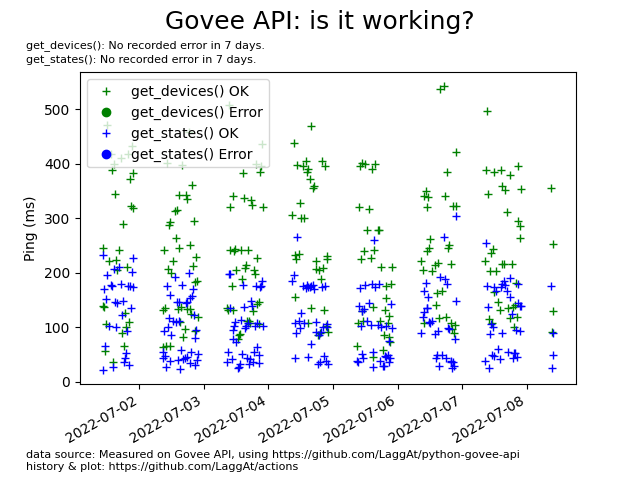 Govee API: is it working?
get_devices(): No recorded error in 7 days.
get_states(): No recorded error in 7 days.
get_devices() OK
get_devices() Error
get_states() OK
get_states() Error
Ping (ms)
500
400
300
200
100
0
2022-07-02
2022-07-03
2022-07-04
2022-07-05
2022-07-06
2022-07-07
2022-07-08
data source: Measured on Govee API, using https://github.com/LaggAt/python-govee-api
history & plot: https://github.com/LaggAt/actions